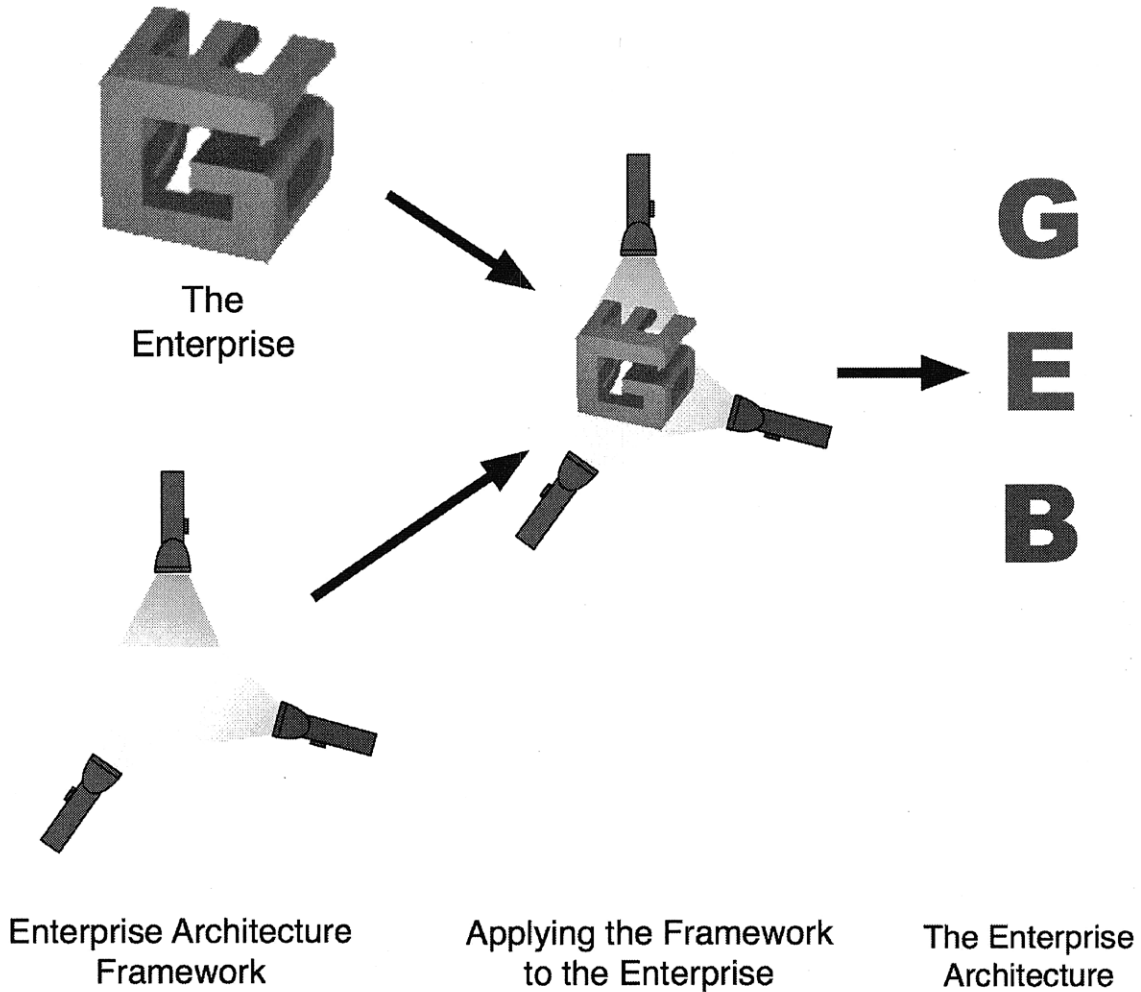 The
Enterprise
G
E
B
Enterprise Architecture
Framework
Applying the Framework
to the Enterprise
The Enterprise
Architecture